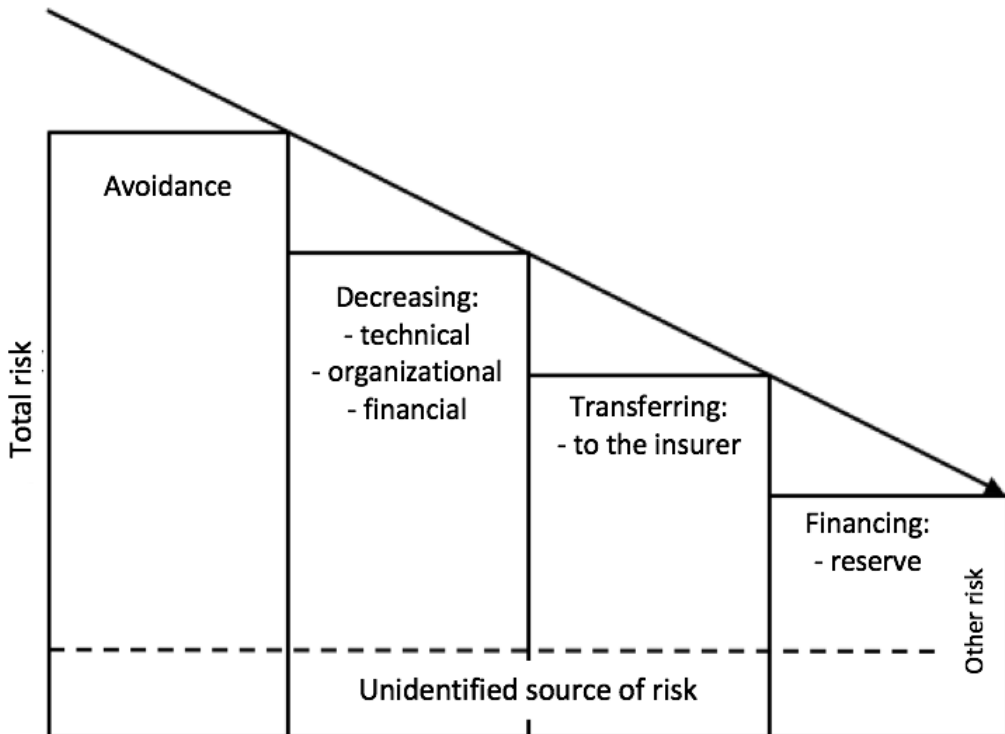 Total risk
Avoidance
Decreasing:
- technical
- organizational
- financial
Transferring:
- to the insurer
Financing:
- reserve
Other risk
Unidentified source of risk